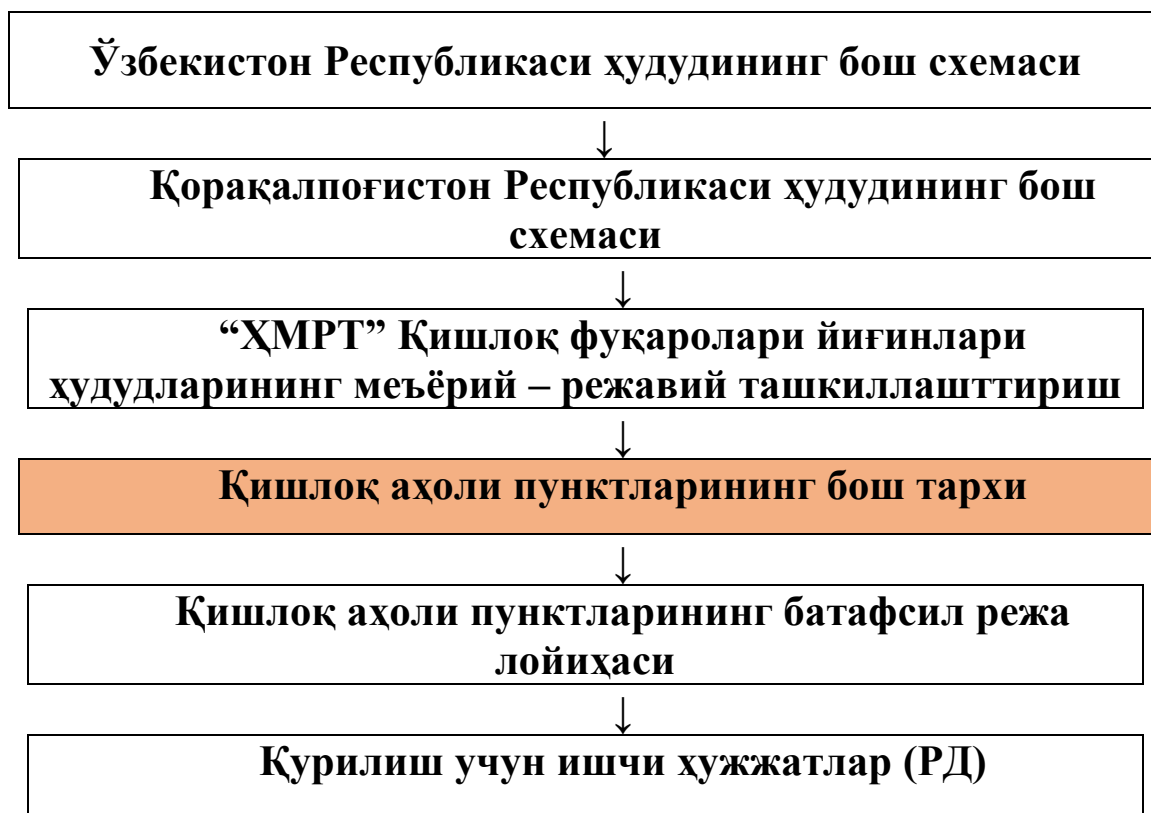 Ўзбекистон Республикаси ҳудудининг бош схемаси
↓
Қорақалпоғистон Республикаси ҳудудининг бош
схемаси
↓
“ҲМРТ” Қишлоқ фуқаролари йиғинлари
ҳудудларининг меъёрий – режавий ташкиллашттириш
↓
Қишлоқ аҳоли пунктларининг бош тархи
↓
Қишлоқ аҳоли пунктларининг батафсил режа
лойиҳаси
↓
Қурилиш учун ишчи ҳужжатлар (РД)